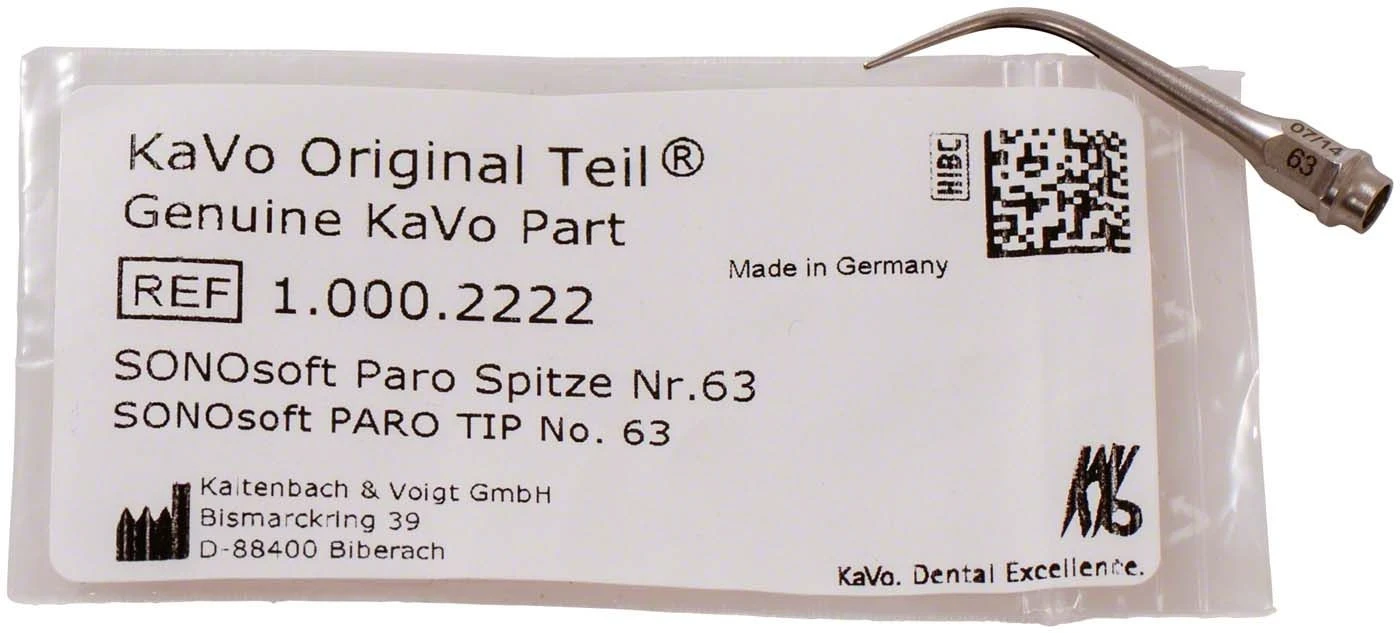 KaVo Original Teil®
Genuine KaVo Part
REF 1.000.2222
Made in Germany
HIBC
SONOsoft Paro Spitze Nr.63
SONOsoft PARO TIP No. 63
Kaltenbach & Voigt GmbH
Bismarckring 39
D-88400 Biberach
KaVo
KaVo. Dental Excellence.
07/14
63